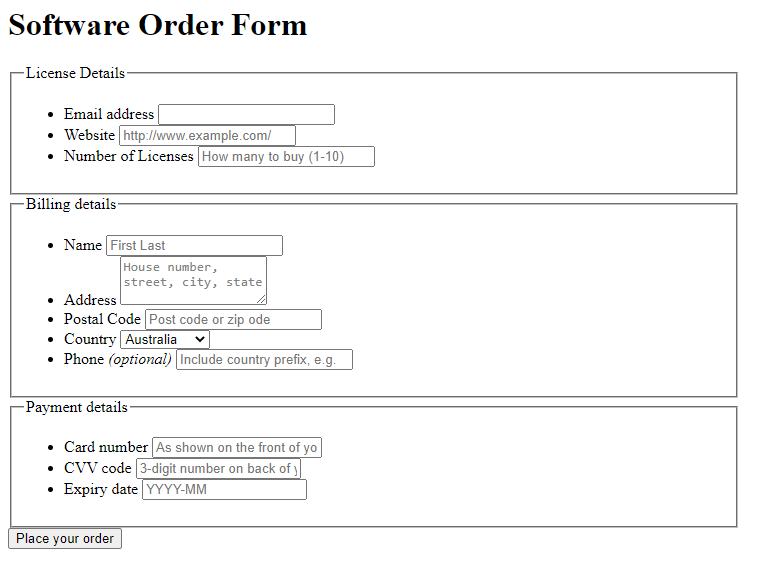 Software Order Form
License Details
Email address
Website http://www.example.com/
Number of Licenses How many to buy (1-10)
Billing details
Name First Last
House number,
street, city, state
Address
Postal Code Post code or zip ode
Country Australia
Phone (optional) Include country prefix, e.g.
Payment details
Card number As shown on the front of yo
CVV code 3-digit number on back of y
Expiry date YYYY-MM
Place your order